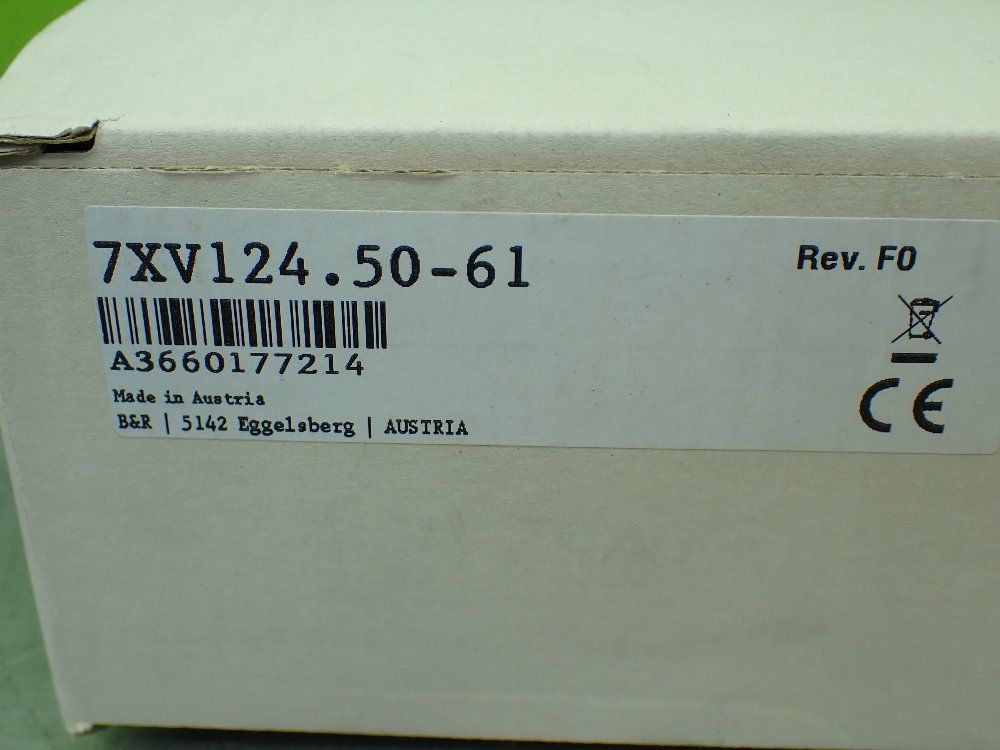 7XV124.50-61
Rev. F0
A3660177214
Made in Austria
B&R | 5142 Eggelsberg | AUSTRIA
CE